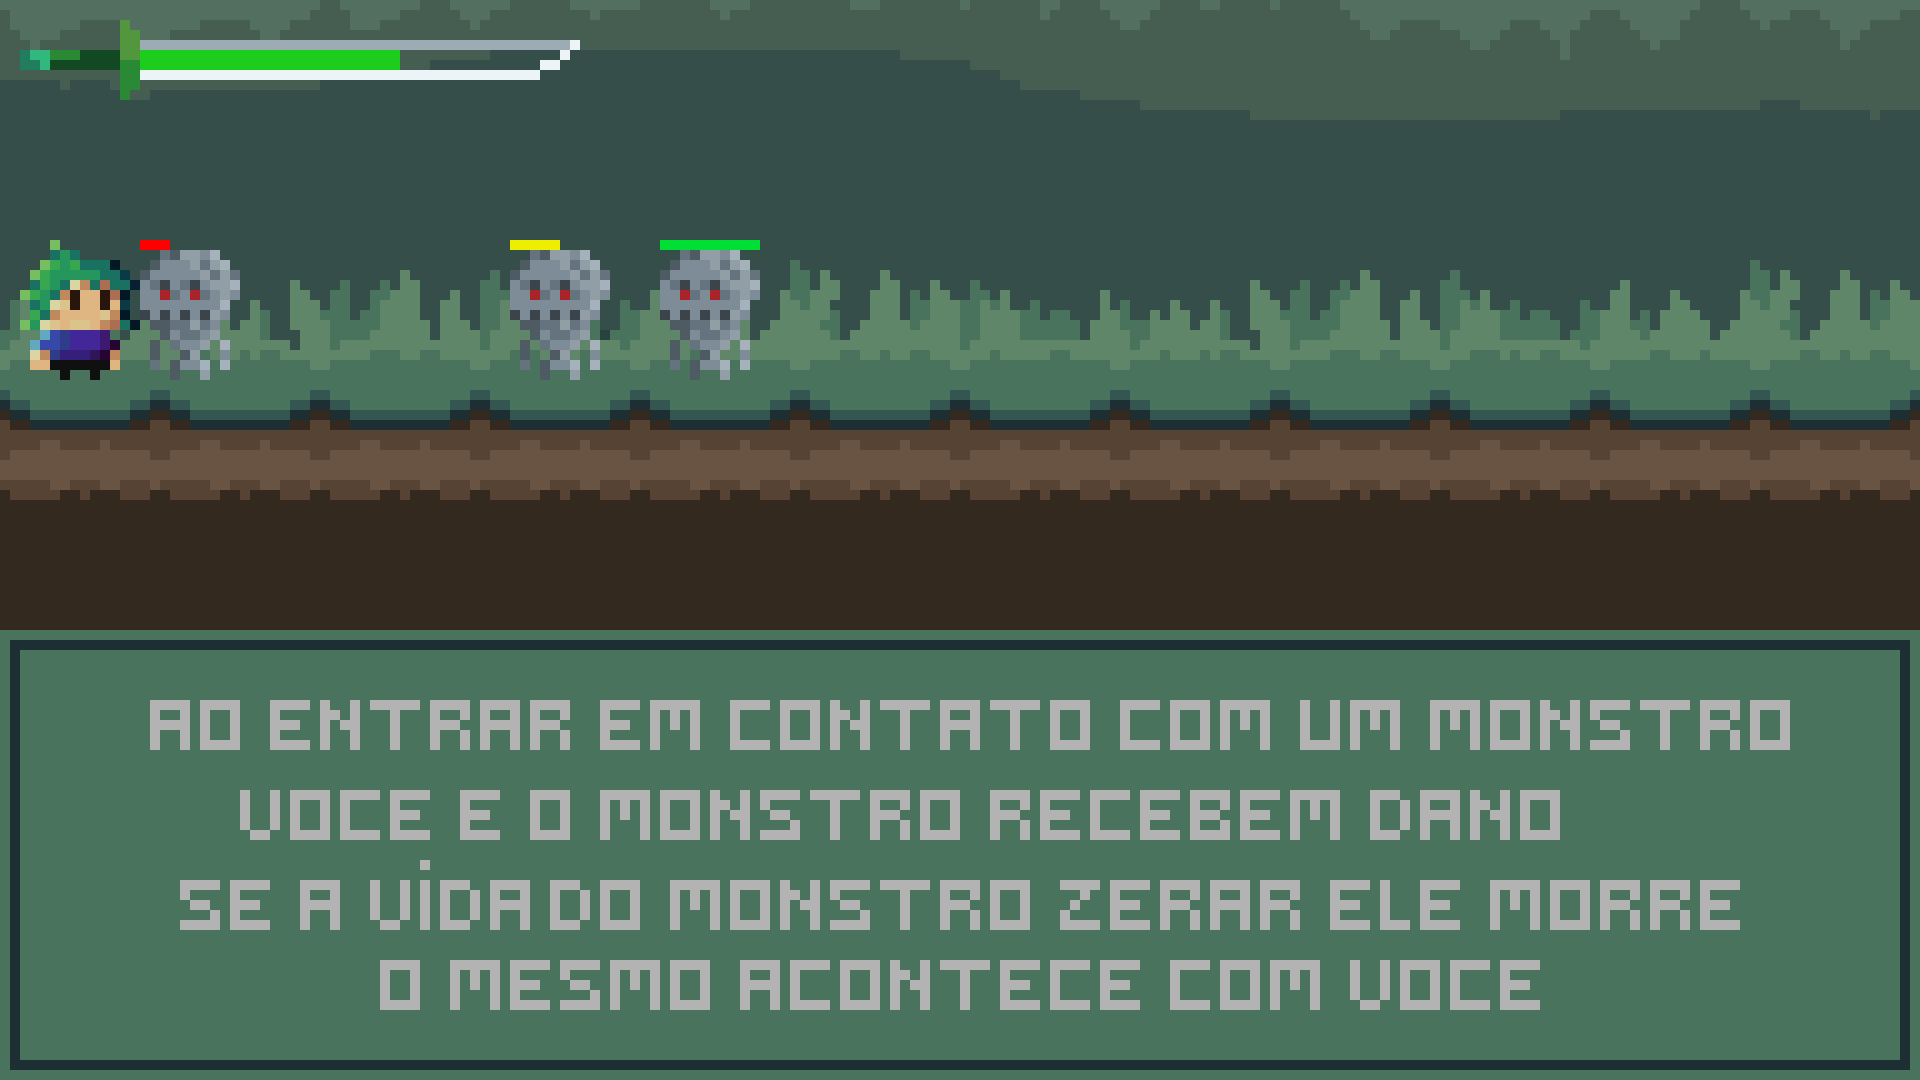 AO ENTRAR EM CONTATO COM UM MONSTRO
VOCE E O MONSTRO RECEBEM DANO
SE A VIDA DO MONSTRO ZERAR ELE MORRE
O MESMO ACONTECE COM VOCE